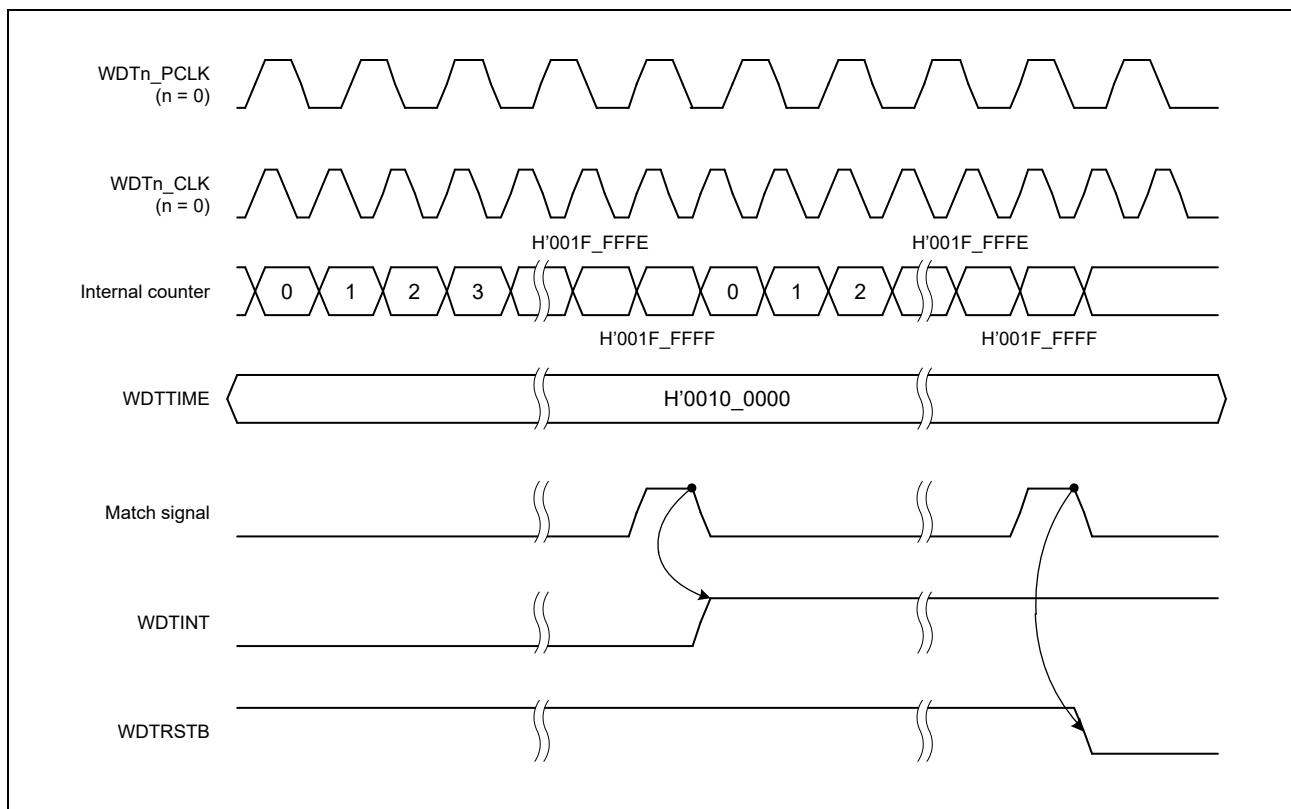 WDTn_PCLK
(n = 0)
WDTn_CLK
(n = 0)
H’001F_FFFE
H’001F_FFFE
Internal counter
0
1
2
3
0
1
2
H’001F_FFFF
H’001F_FFFF
WDTTIME
H’0010_0000
Match signal
WDTINT
WDTRSTB